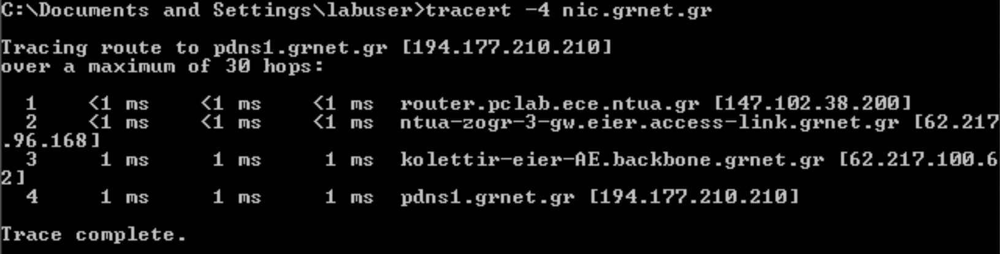 C:\Documents and Settings\labuser>tracert -4 nic.grnet.gr
Tracing route to pdns1.grnet.gr [194.177.210.210]
over a maximum of 30 hops:
1 <1 ms <1 ms <1 ms router.pclab.ece.ntua.gr [147.102.38.200]
2 <1 ms <1 ms <1 ms ntua-zogr-3-gw.eier.access-link.grnet.gr [62.217
.96.168]
3 1 ms 1 ms 1 ms kolettir-eier-AE.backbone.grnet.gr [62.217.100.6
2]
4 1 ms 1 ms 1 ms pdns1.grnet.gr [194.177.210.210]
Trace complete.